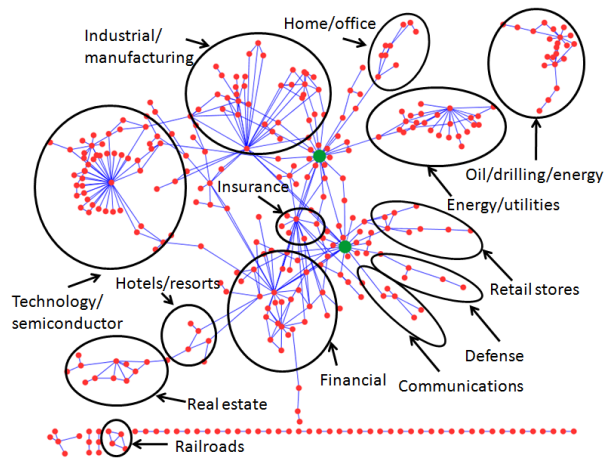 Industrial/
manufacturing
Home/office
Oil/drilling/energy
Energy/utilities
Insurance
Retail stores
Hotels/resorts
Technology/
semiconductor
Defense
Financial
Communications
Real estate
Railroads